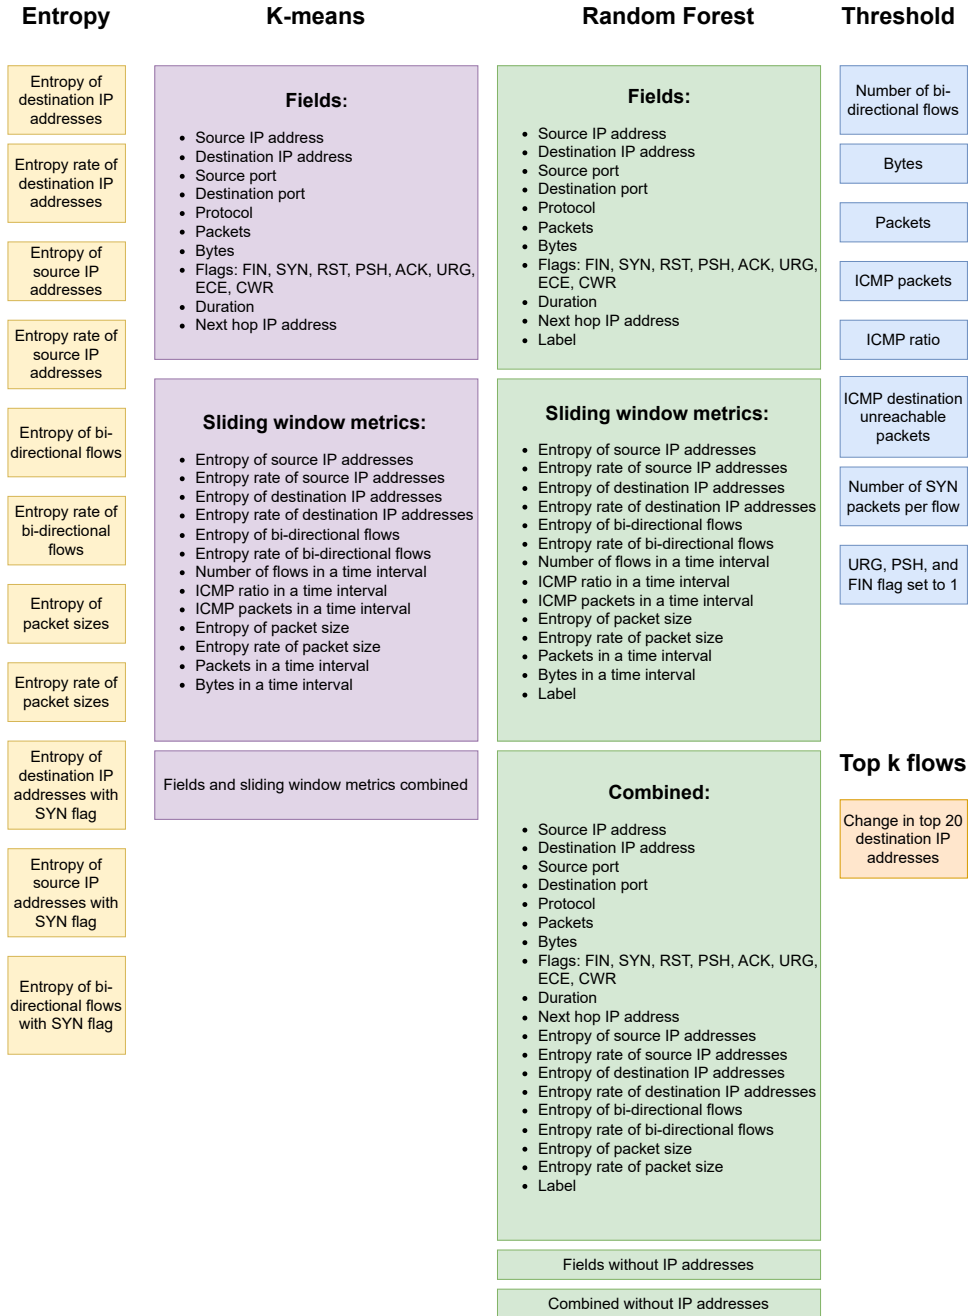 Entropy
Entropy of
destination IP
addresses
Entropy rate of
destination IP
addresses
Entropy of
source IP
addresses
Entropy rate of
source IP
addresses
Entropy of bi-
directional flows
Entropy rate of
bi-directional
flows
Entropy of
packet sizes
Entropy rate of
packet sizes
Entropy of
destination IP
addresses with
SYN flag
Entropy of
source IP
addresses with
SYN flag
Entropy of bi-
directional flows
with SYN flag
K-means
Fields:
• Source IP address
• Destination IP address
• Source port
• Destination port
• Protocol
• Packets
• Bytes
• Flags: FIN, SYN, RST, PSH, ACK, URG,
ECE, CWR
• Duration
• Next hop IP address
Sliding window metrics:
• Entropy of source IP addresses
• Entropy rate of source IP addresses
• Entropy of destination IP addresses
• Entropy rate of destination IP addresses
• Entropy of bi-directional flows
• Entropy rate of bi-directional flows
• Number of flows in a time interval
• ICMP ratio in a time interval
• ICMP packets in a time interval
• Entropy of packet size
• Entropy rate of packet size
• Packets in a time interval
• Bytes in a time interval
Fields and sliding window metrics combined
Random Forest
Fields:
• Source IP address
• Destination IP address
• Source port
• Destination port
• Protocol
• Packets
• Bytes
• Flags: FIN, SYN, RST, PSH, ACK, URG,
ECE, CWR
• Duration
• Next hop IP address
• Label
Sliding window metrics:
• Entropy of source IP addresses
• Entropy rate of source IP addresses
• Entropy of destination IP addresses
• Entropy rate of destination IP addresses
• Entropy of bi-directional flows
• Entropy rate of bi-directional flows
• Number of flows in a time interval
• ICMP ratio in a time interval
• ICMP packets in a time interval
• Entropy of packet size
• Entropy rate of packet size
• Packets in a time interval
• Bytes in a time interval
• Label
Combined:
• Source IP address
• Destination IP address
• Source port
• Destination port
• Protocol
• Packets
• Bytes
• Flags: FIN, SYN, RST, PSH, ACK, URG,
ECE, CWR
• Duration
• Next hop IP address
• Entropy of source IP addresses
• Entropy rate of source IP addresses
• Entropy of destination IP addresses
• Entropy rate of destination IP addresses
• Entropy of bi-directional flows
• Entropy rate of bi-directional flows
• Entropy of packet size
• Entropy rate of packet size
• Label
Fields without IP addresses
Combined without IP addresses
Threshold
Number of bi-
directional flows
Bytes
Packets
ICMP packets
ICMP ratio
ICMP destination
unreachable
packets
Number of SYN
packets per flow
URG, PSH, and
FIN flag set to 1
Top k flows
Change in top 20
destination IP
addresses